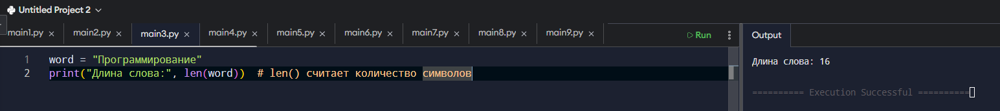 Untitled Project 2
main1.py × main2.py × main3.py × main4.py × main5.py × main6.py × main7.py × main8.py × main9.py ×
Run
Output
1 word = "Программирование"
2 print("Длина слова:", len(word))  # len() считает количество символов
Длина слова: 16
========== Execution Successful ==========